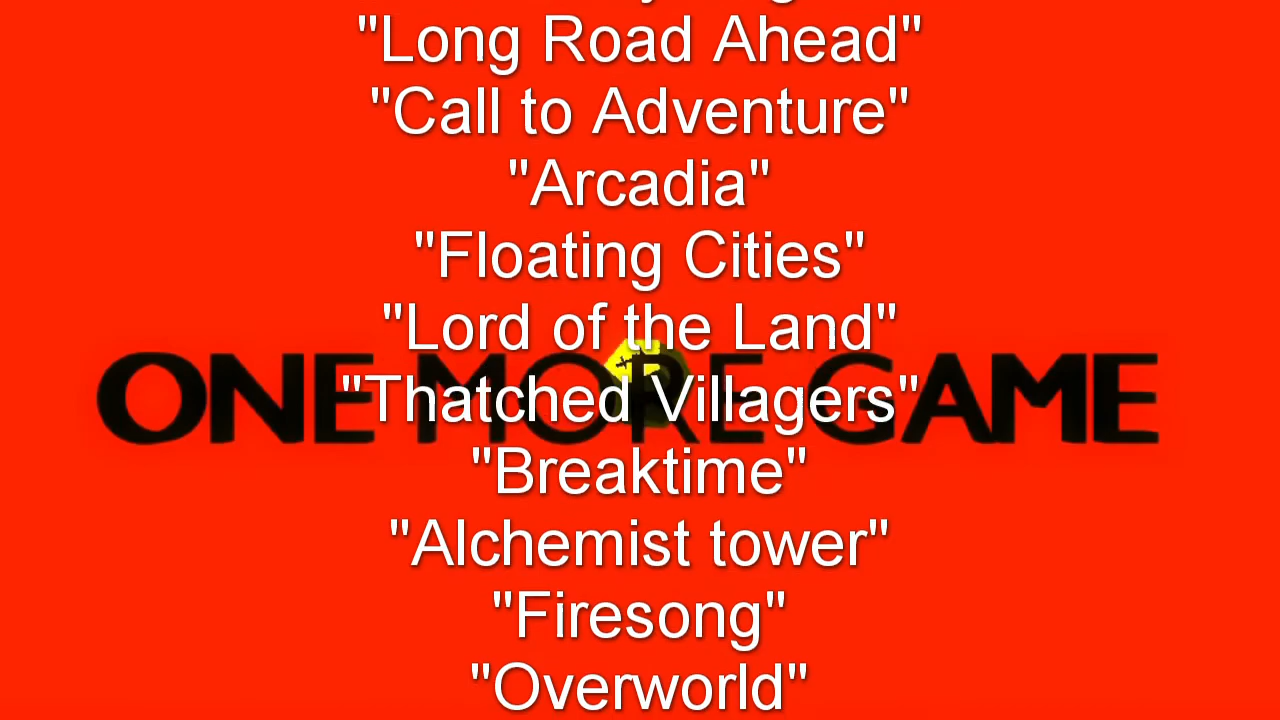 "Long Road Ahead"
"Call to Adventure"
"Arcadia"
"Floating Cities"
"Lord of the Land"
ONE MORE GAME
"Thatched Villagers"
"Breaktime"
"Alchemist tower"
"Firesong"
"Overworld"